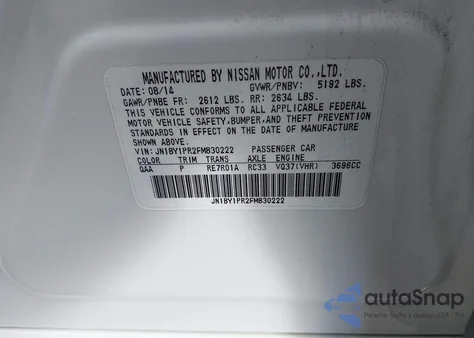 MANUFACTURED BY NISSAN MOTOR CO.,LTD.
DATE: 08/14 GVWR/PNBV: 5192 LBS.
GAWR/PNBE FR: 2612 LBS. RR: 2634 LBS.
THIS VEHICLE CONFORMS TO ALL APPLICABLE FEDERAL
MOTOR VEHICLE SAFETY,BUMPER,AND THEFT PREVENTION
STANDARDS IN EFFECT ON THE DATE OF MANUFACTURE
SHOWN ABOVE.
VIN: JN1BY1PR2FM830222 PASSENGER CAR
COLOR TRIM TRANS AXLE ENGINE
QAA P RE7R01A RC33 VQ37(VHR) 3696CC
JN1BY1PR2FM830222
autoSnap